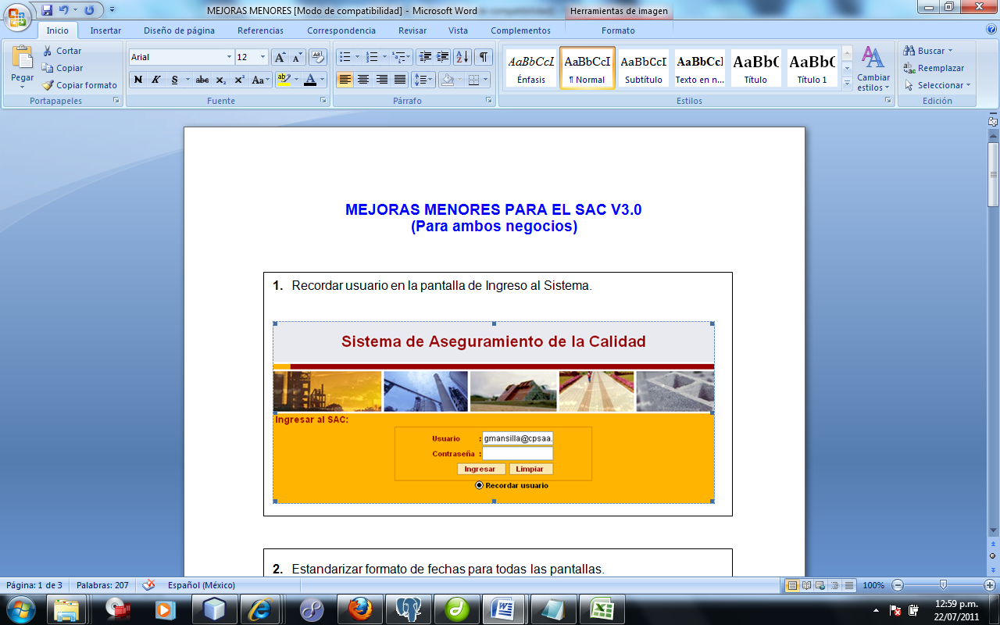 MEJORAS MENORES [Modo de compatibilidad] - Microsoft Word
Herramientas de imagen
Inicio Insertar Diseño de página Referencias Correspondencia Revisar Vista Complementos Formato
Pegar
Cortar
Copiar
Copiar formato
Portapapeles
Arial 12
N K S abc x₂ x² Aa
Fuente
Párrafo
AaBbCcI AaBbCcI AaBbCcI AaBbCcl AaBbC AaBbC
Énfasis ¶ Normal Subtítulo Texto en n... Título Título 1
Cambiar estilos
Estilos
Buscar
Reemplazar
Seleccionar
Edición
MEJORAS MENORES PARA EL SAC V3.0
(Para ambos negocios)
1. Recordar usuario en la pantalla de Ingreso al Sistema.
Sistema de Aseguramiento de la Calidad
Ingresar al SAC:
Usuario : gmansilla@cpsaa.
Contraseña :
Ingresar Limpiar
Recordar usuario
2. Estandarizar formato de fechas para todas las pantallas.
Página: 1 de 3 Palabras: 207 Español (México) 100%
12:59 p.m.
22/07/2011